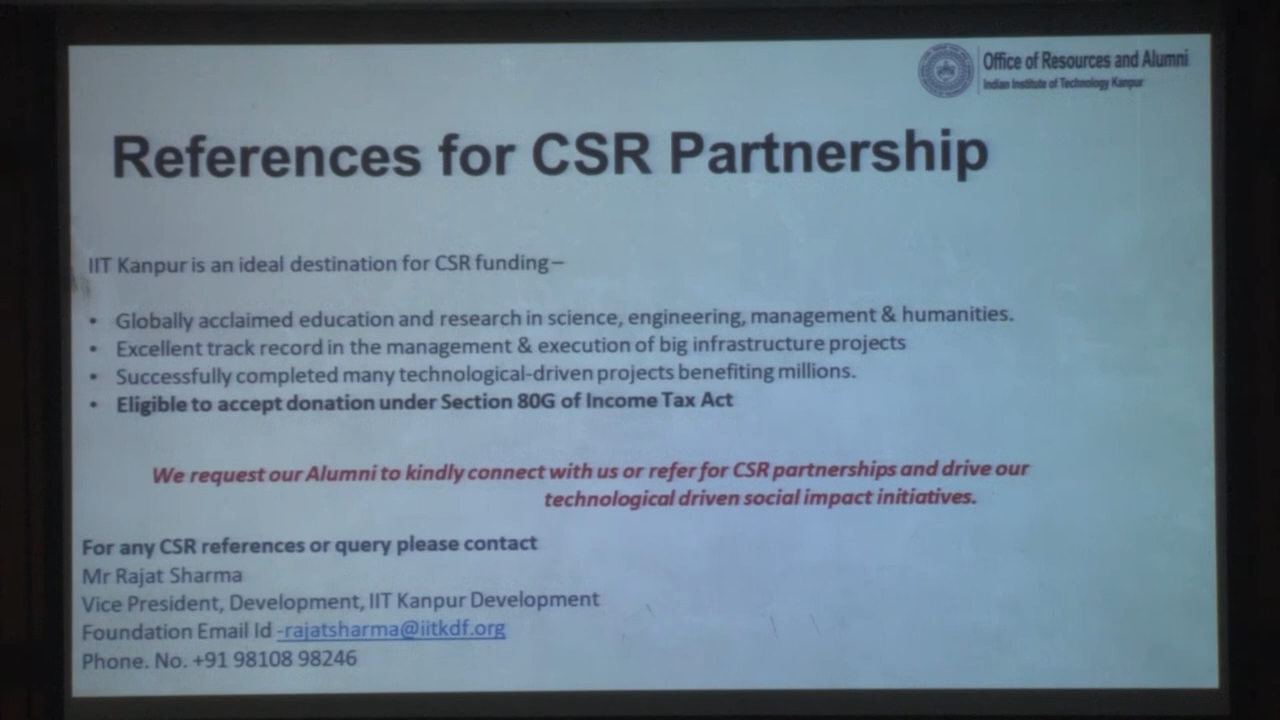 Office of Resources and Alumni
Indian Institute of Technology Kanpur
References for CSR Partnership
IIT Kanpur is an ideal destination for CSR funding–
• Globally acclaimed education and research in science, engineering, management & humanities.
• Excellent track record in the management & execution of big infrastructure projects
• Successfully completed many technological-driven projects benefiting millions.
• Eligible to accept donation under Section 80G of Income Tax Act
We request our Alumni to kindly connect with us or refer for CSR partnerships and drive our
technological driven social impact initiatives.
For any CSR references or query please contact
Mr Rajat Sharma
Vice President, Development, IIT Kanpur Development
Foundation Email Id -rajatsharma@iitkdf.org
Phone. No. +91 98108 98246